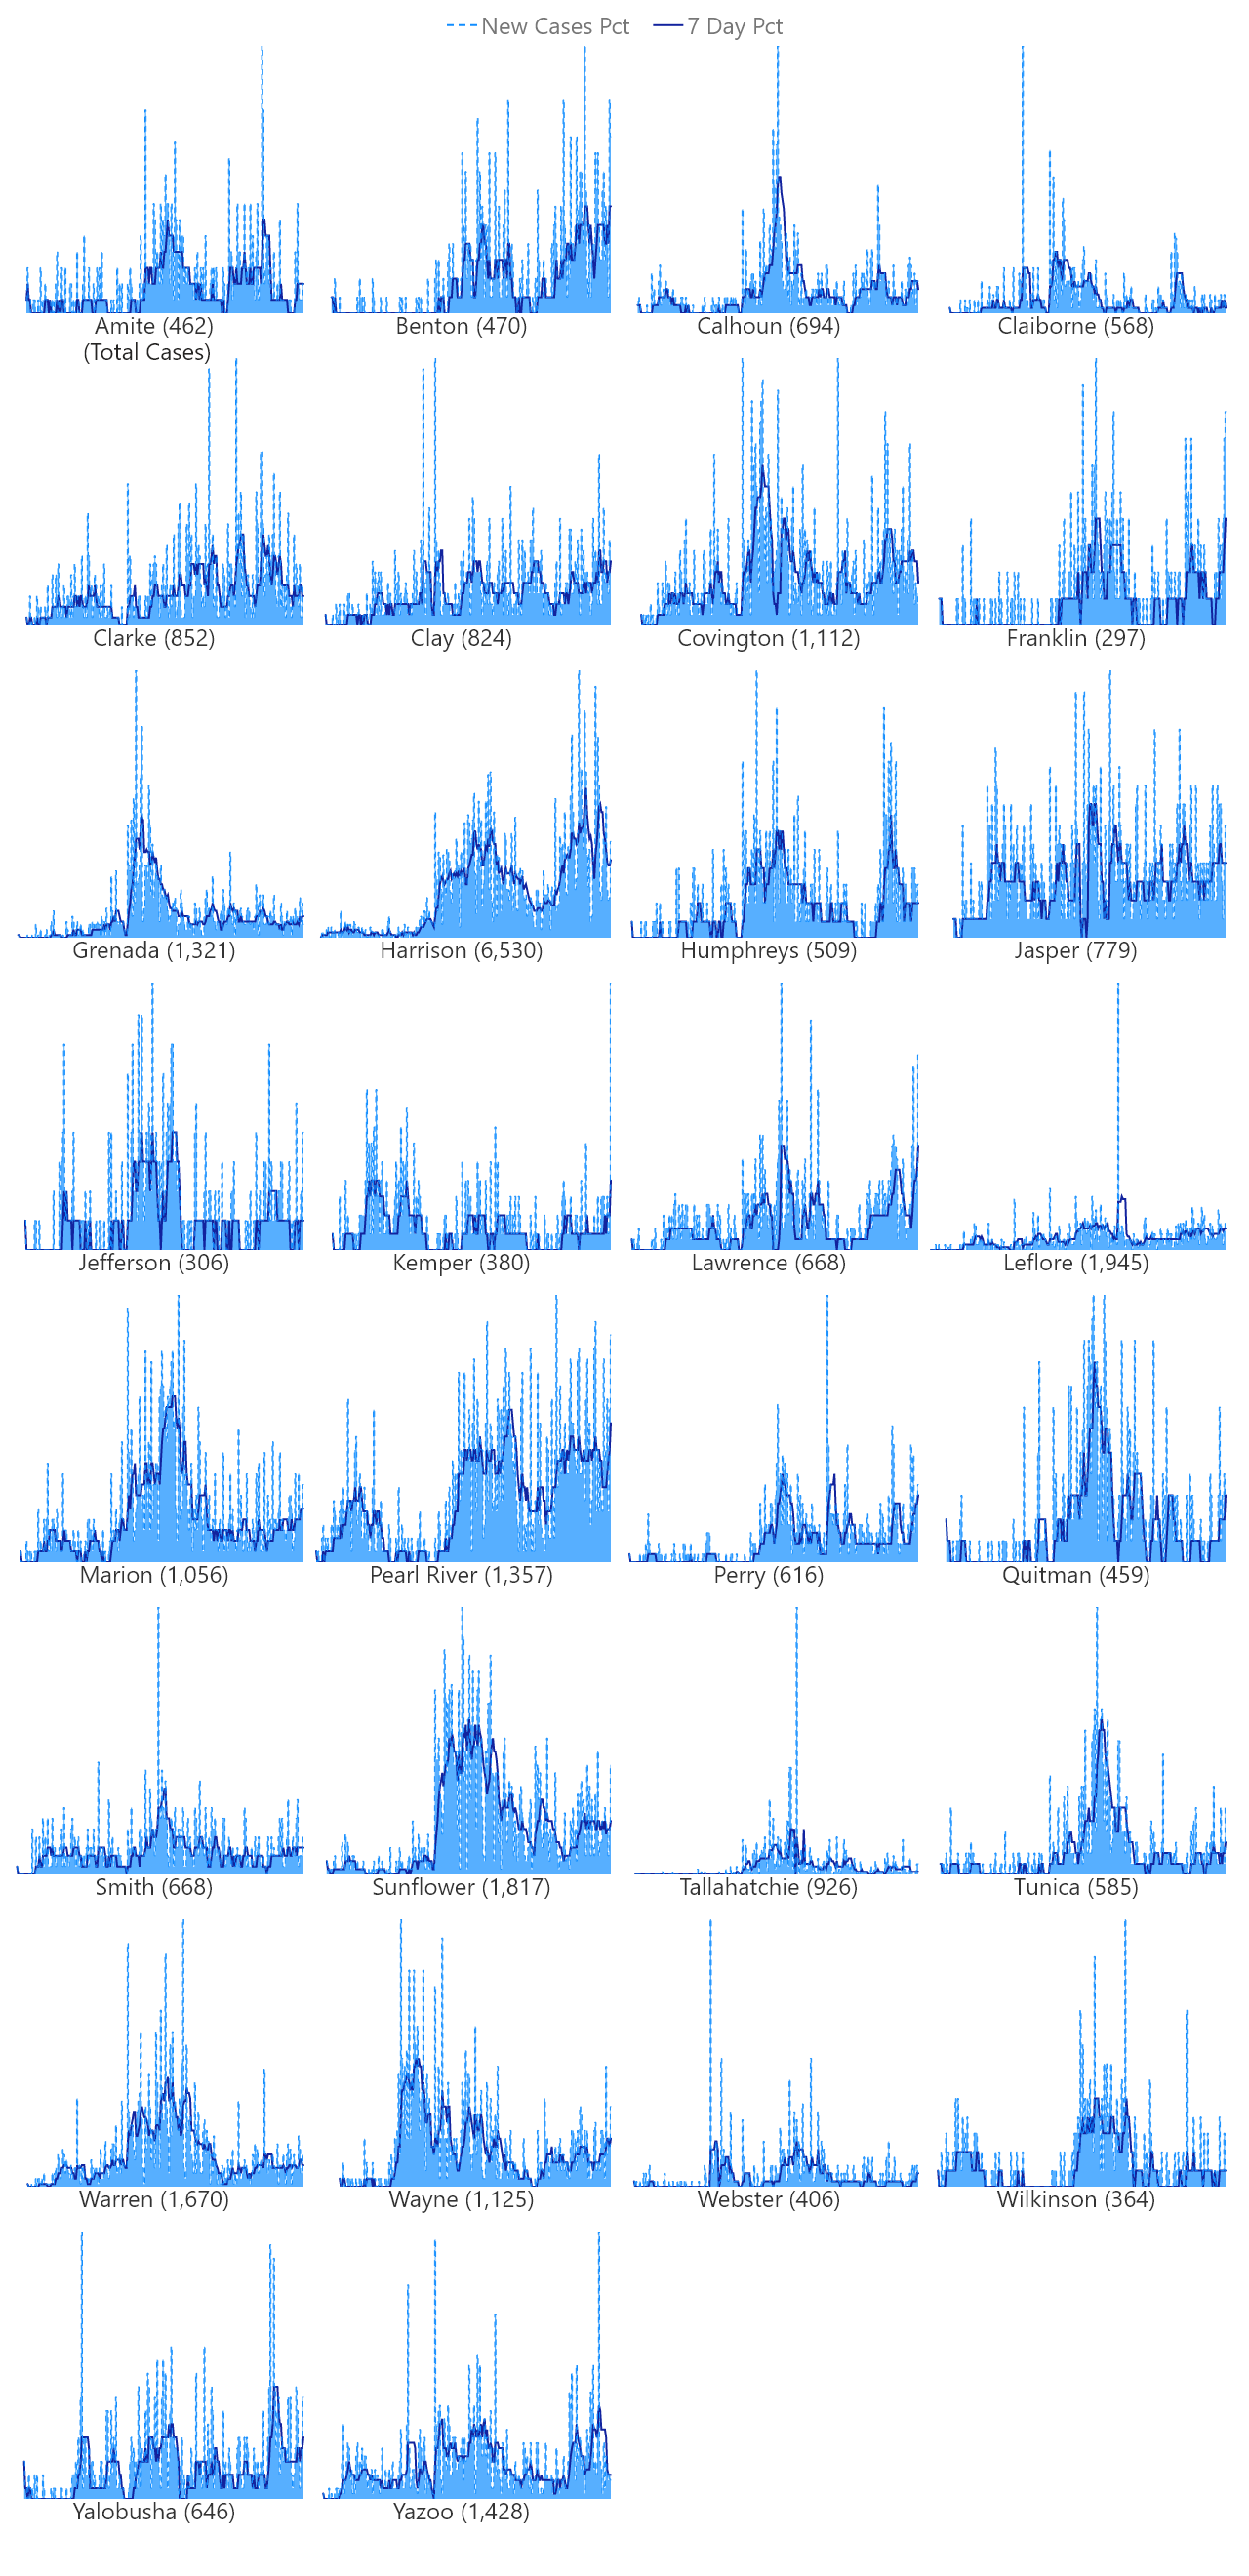 New Cases Pct 7 Day Pct
Amite (462) Benton (470) Calhoun (694) Claiborne (568)
(Total Cases)
Clarke (852) Clay (824) Covington (1,112) Franklin (297)
Grenada (1,321) Harrison (6,530) Humphreys (509) Jasper (779)
Jefferson (306) Kemper (380) Lawrence (668) Leflore (1,945)
Marion (1,056) Pearl River (1,357) Perry (616) Quitman (459)
Smith (668) Sunflower (1,817) Tallahatchie (926) Tunica (585)
Warren (1,670) Wayne (1,125) Webster (406) Wilkinson (364)
Yalobusha (646) Yazoo (1,428)